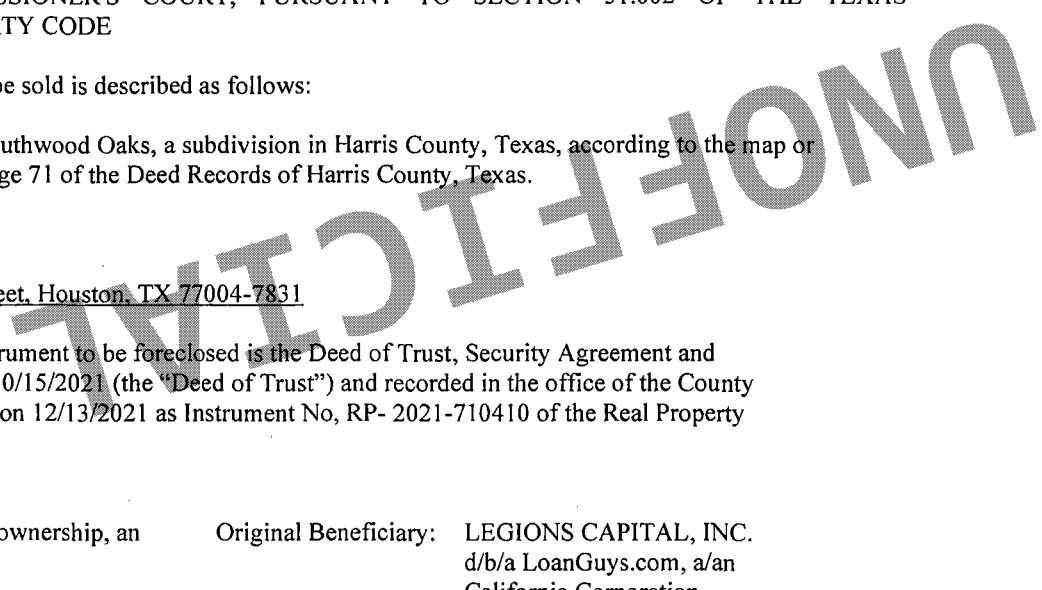 COURT, PURSUANT TO SECTION 51.002 OF THE TEXAS
CODE
be sold is described as follows:
uthwood Oaks, a subdivision in Harris County, Texas, according to the map or
ge 71 of the Deed Records of Harris County, Texas.
eet, Houston, TX 77004-7831
rument to be foreclosed is the Deed of Trust, Security Agreement and
0/15/2021 (the “Deed of Trust”) and recorded in the office of the County
on 12/13/2021 as Instrument No, RP- 2021-710410 of the Real Property
ownership, an
Original Beneficiary: LEGIONS CAPITAL, INC.
d/b/a LoanGuys.com, a/an
California Corporation
UNOFFICIAL